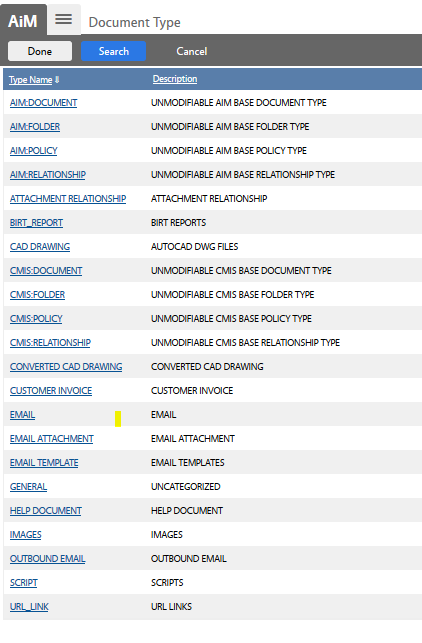 AiM Document Type
Done Search Cancel
Type Name ⇓ Description
AIM:DOCUMENT UNMODIFIABLE AIM BASE DOCUMENT TYPE
AIM:FOLDER UNMODIFIABLE AIM BASE FOLDER TYPE
AIM:POLICY UNMODIFIABLE AIM BASE POLICY TYPE
AIM:RELATIONSHIP UNMODIFIABLE AIM BASE RELATIONSHIP TYPE
ATTACHMENT RELATIONSHIP ATTACHMENT RELATIONSHIP
BIRT_REPORT BIRT REPORTS
CAD DRAWING AUTOCAD DWG FILES
CMIS:DOCUMENT UNMODIFIABLE CMIS BASE DOCUMENT TYPE
CMIS:FOLDER UNMODIFIABLE CMIS BASE FOLDER TYPE
CMIS:POLICY UNMODIFIABLE CMIS BASE POLICY TYPE
CMIS:RELATIONSHIP UNMODIFIABLE CMIS BASE RELATIONSHIP TYPE
CONVERTED CAD DRAWING CONVERTED CAD DRAWING
CUSTOMER INVOICE CUSTOMER INVOICE
EMAIL EMAIL
EMAIL ATTACHMENT EMAIL ATTACHMENT
EMAIL TEMPLATE EMAIL TEMPLATES
GENERAL UNCATEGORIZED
HELP DOCUMENT HELP DOCUMENT
IMAGES IMAGES
OUTBOUND EMAIL OUTBOUND EMAIL
SCRIPT SCRIPTS
URL_LINK URL LINKS